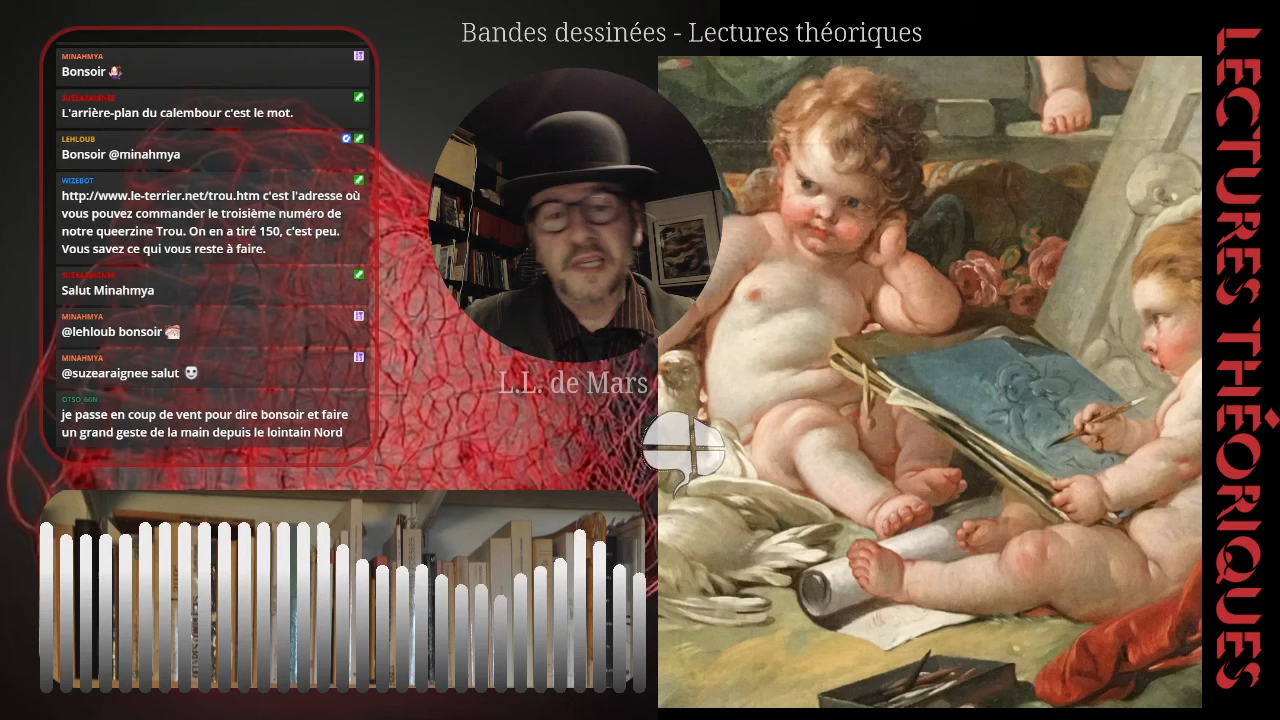 Bandes dessinées - Lectures théoriques
MINAHMYA
Bonsoir
SUZEARAIGNEE
L'arrière-plan du calembour c'est le mot.
LEHLOUB
Bonsoir @minahmya
WIZEBOT
http://www.le-terrier.net/trou.htm c'est l'adresse où
vous pouvez commander le troisième numéro de
notre queerzine Trou. On en a tiré 150, c'est peu.
Vous savez ce qui vous reste à faire.
SUZEARAIGNEE
Salut Minahmya
MINAHMYA
@lehloub bonsoir
MINAHMYA
@suzearaignee salut
OTSO_66N
je passe en coup de vent pour dire bonsoir et faire
un grand geste de la main depuis le lointain Nord
L.L. de Mars
LECTURES THÉORIQUES